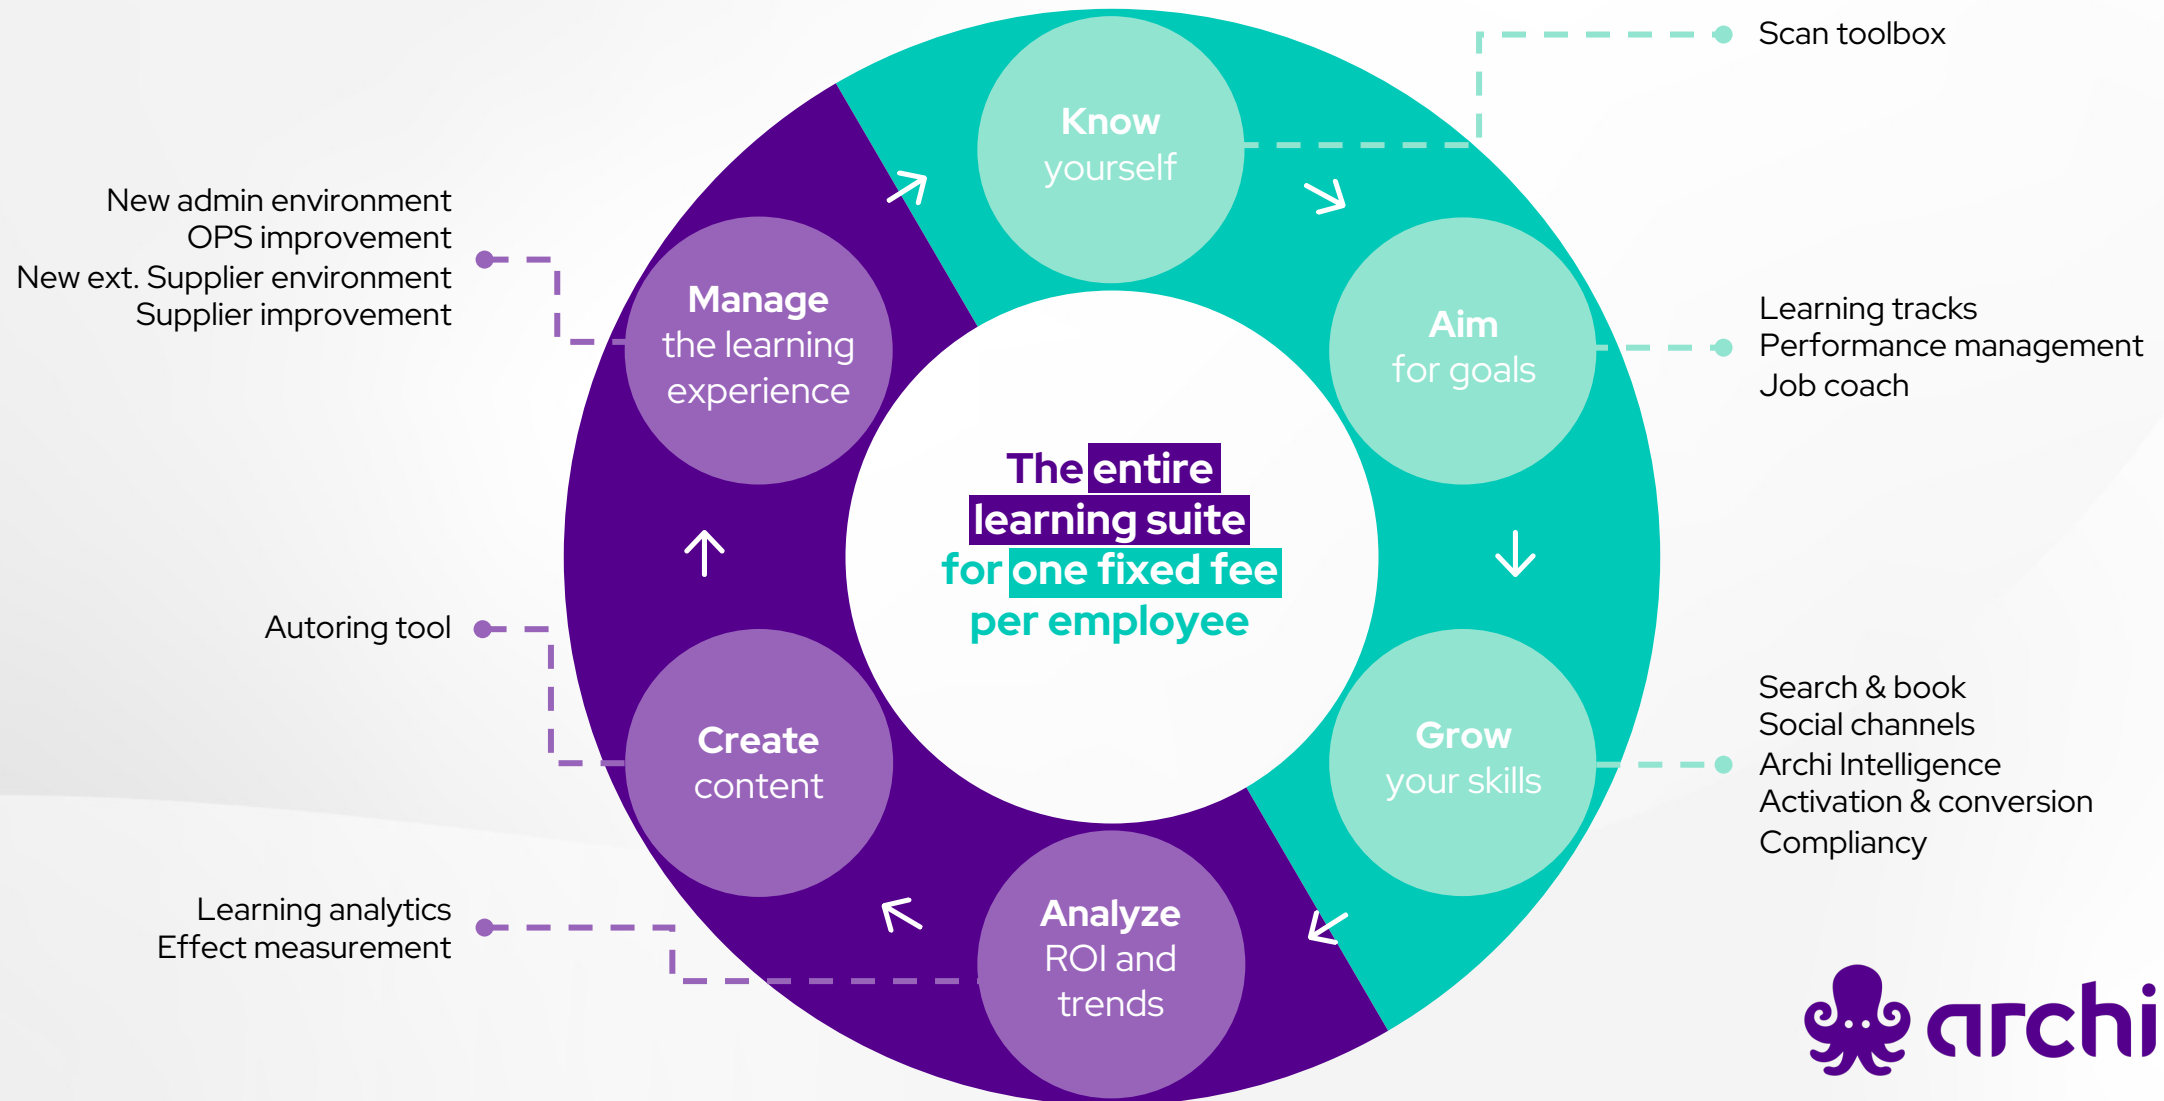 Scan toolbox
Know
yourself
New admin environment
OPS improvement
New ext. Supplier environment
Supplier improvement
Manage
the learning
experience
Aim
for goals
Learning tracks
Performance management
Job coach
The entire
learning suite
for one fixed fee
per employee
Autoring tool
Create
content
Grow
your skills
Search & book
Social channels
Archi Intelligence
Activation & conversion
Compliancy
Learning analytics
Effect measurement
Analyze
ROI and
trends
archi